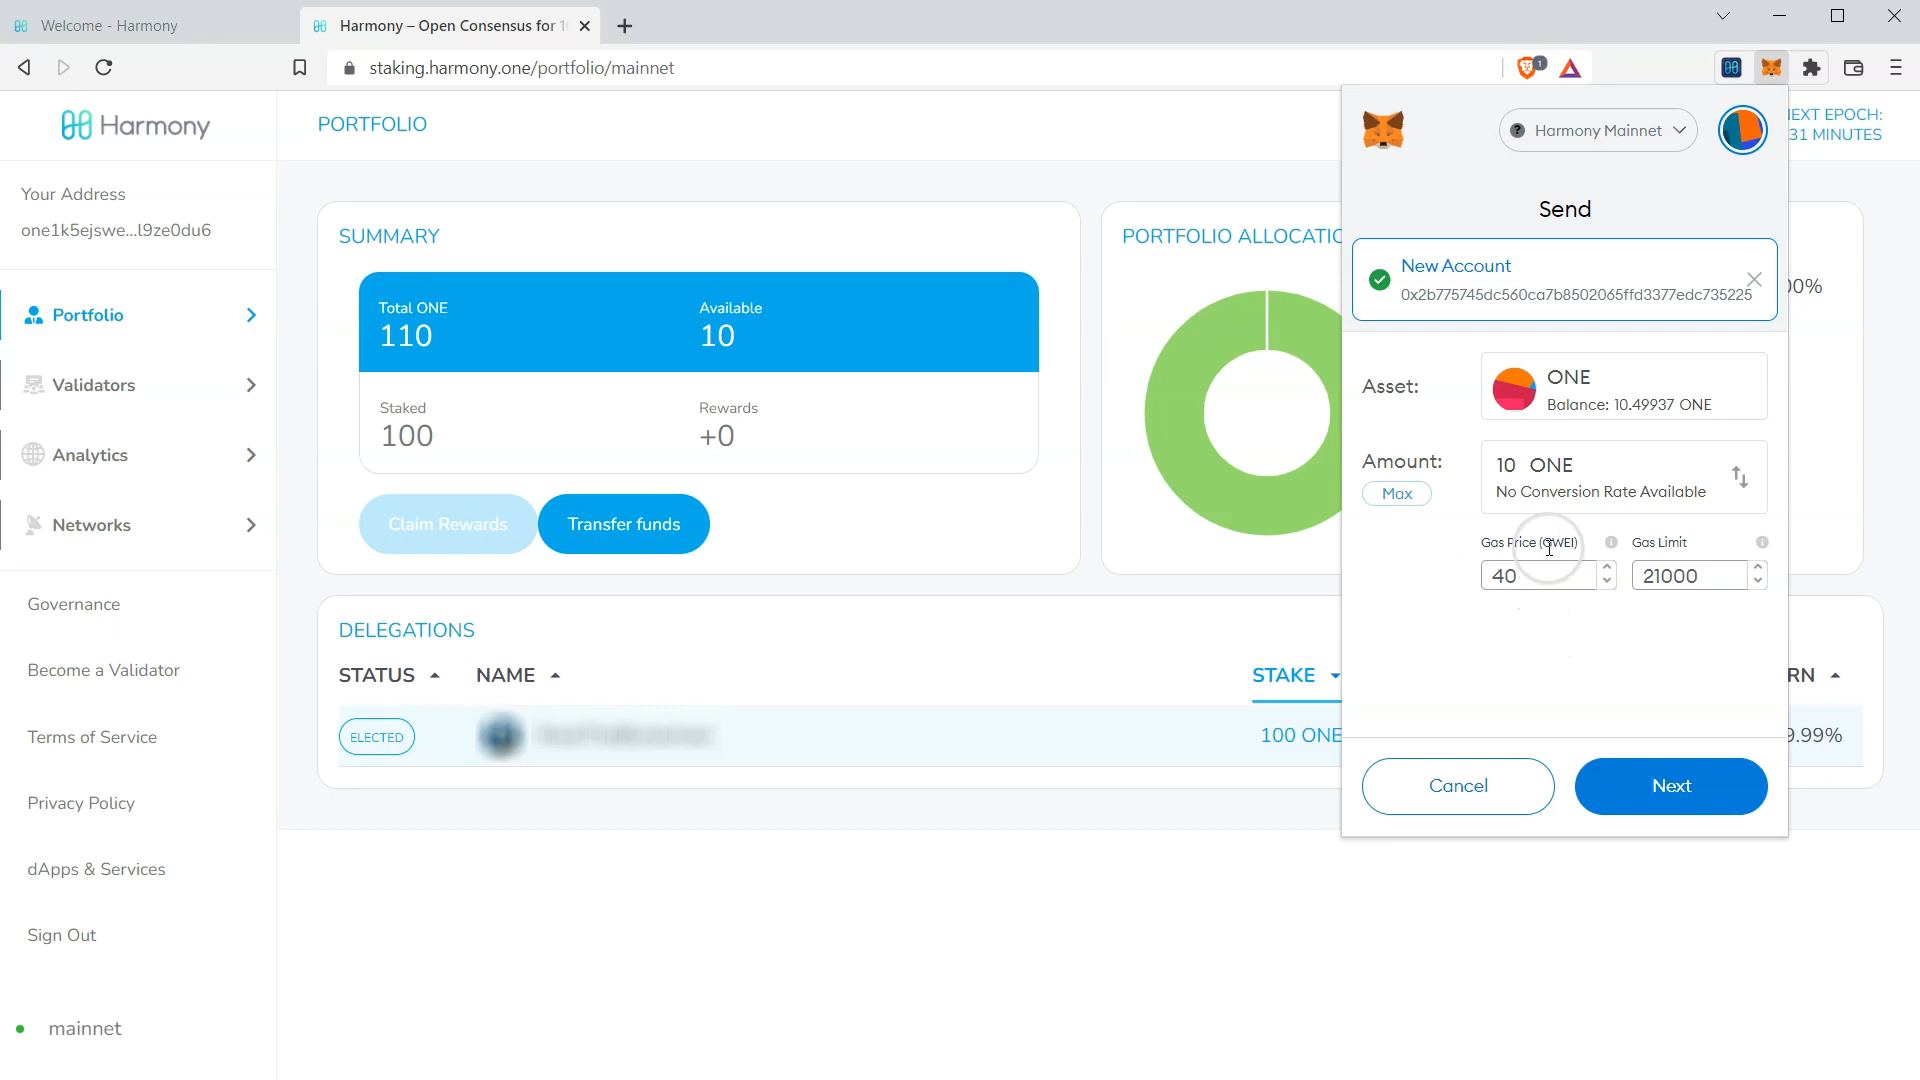 Welcome - Harmony
Harmony – Open Consensus for 1
staking.harmony.one/portfolio/mainnet
1
Harmony
Your Address
one1k5ejswe...l9ze0du6
Portfolio
Validators
Analytics
Networks
Governance
Become a Validator
Terms of Service
Privacy Policy
dApps & Services
Sign Out
mainnet
PORTFOLIO
NEXT EPOCH:
31 MINUTES
SUMMARY
Total ONE
110
Available
10
Staked
100
Rewards
+0
Claim Rewards
Transfer funds
PORTFOLIO ALLOCATIO
00%
DELEGATIONS
STATUS
NAME
STAKE
RN
ELECTED
100 ONE
9.99%
Harmony Mainnet
Send
New Account
0x2b775745dc560ca7b8502065ffd3377edc735225
Asset:
ONE
Balance: 10.49937 ONE
Amount:
Max
10 ONE
No Conversion Rate Available
Gas Price (GWEI)
Gas Limit
40
21000
Cancel
Next